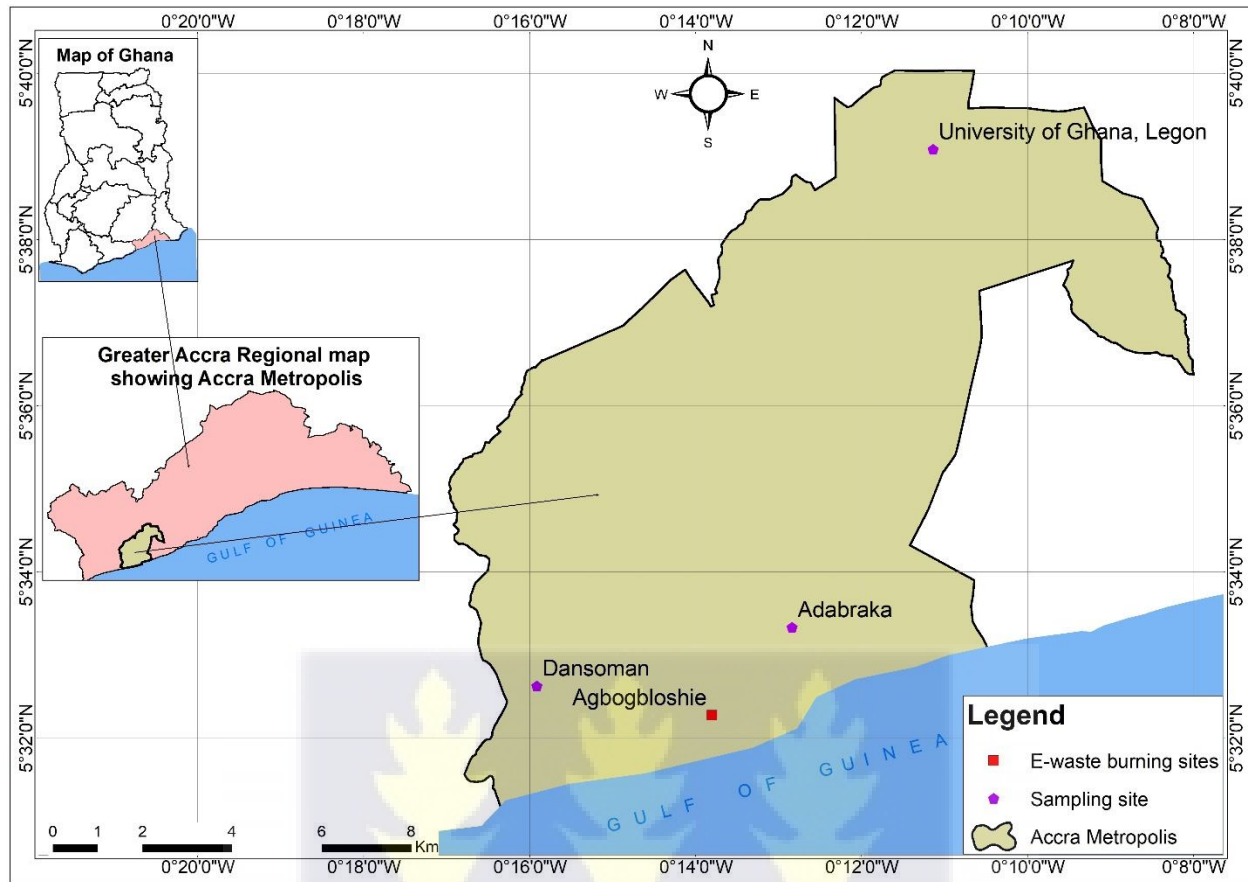 0°20'0"W
0°18'0"W
0°16'0"W
0°14'0"W
0°12'0"W
0°10'0"W
0°8'0"W
Map of Ghana
N
W
E
S
5°40'0"N
5°40'0"N
University of Ghana, Legon
5°38'0"N
5°38'0"N
Greater Accra Regional map
showing Accra Metropolis
5°36'0"N
5°36'0"N
GULF OF GUINEA
5°34'0"N
5°34'0"N
Adabraka
Dansoman
Agbogbloshie
5°32'0"N
5°32'0"N
GULF OF GUINEA
Legend
E-waste burning sites
Sampling site
Accra Metropolis
0 1 2 4 6 8
Km
0°20'0"W
0°18'0"W
0°16'0"W
0°14'0"W
0°12'0"W
0°10'0"W
0°8'0"W